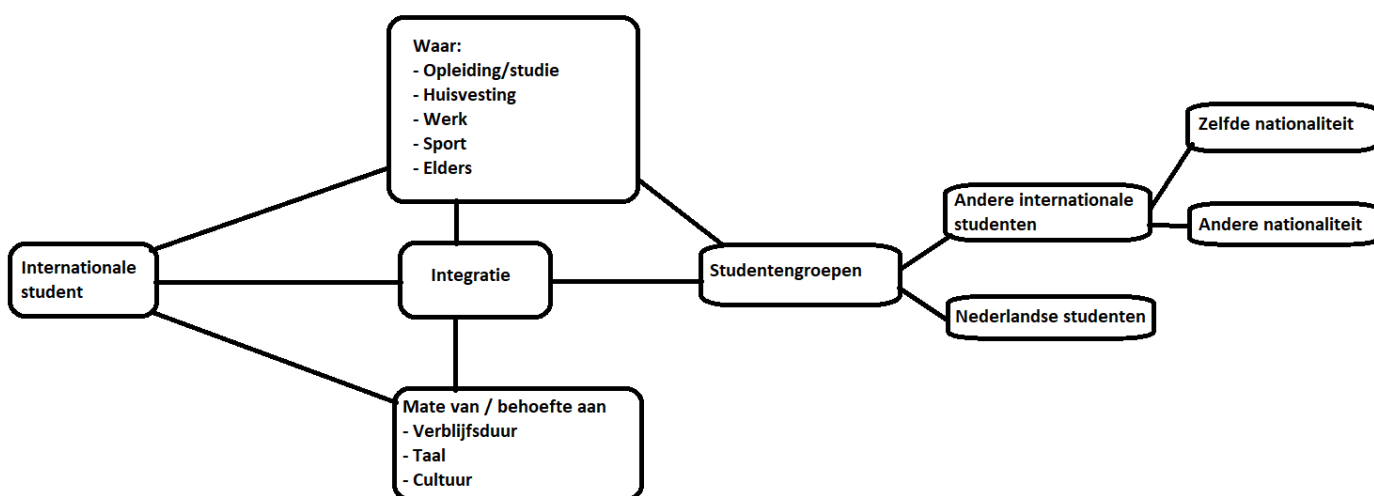 Waar:
- Opleiding/studie
- Huisvesting
- Werk
- Sport
- Elders
Internationale
student
Integratie
Mate van / behoefte aan
- Verblijfsduur
- Taal
- Cultuur
Studentengroepen
Andere internationale
studenten
Nederlandse studenten
Zelfde nationaliteit
Andere nationaliteit